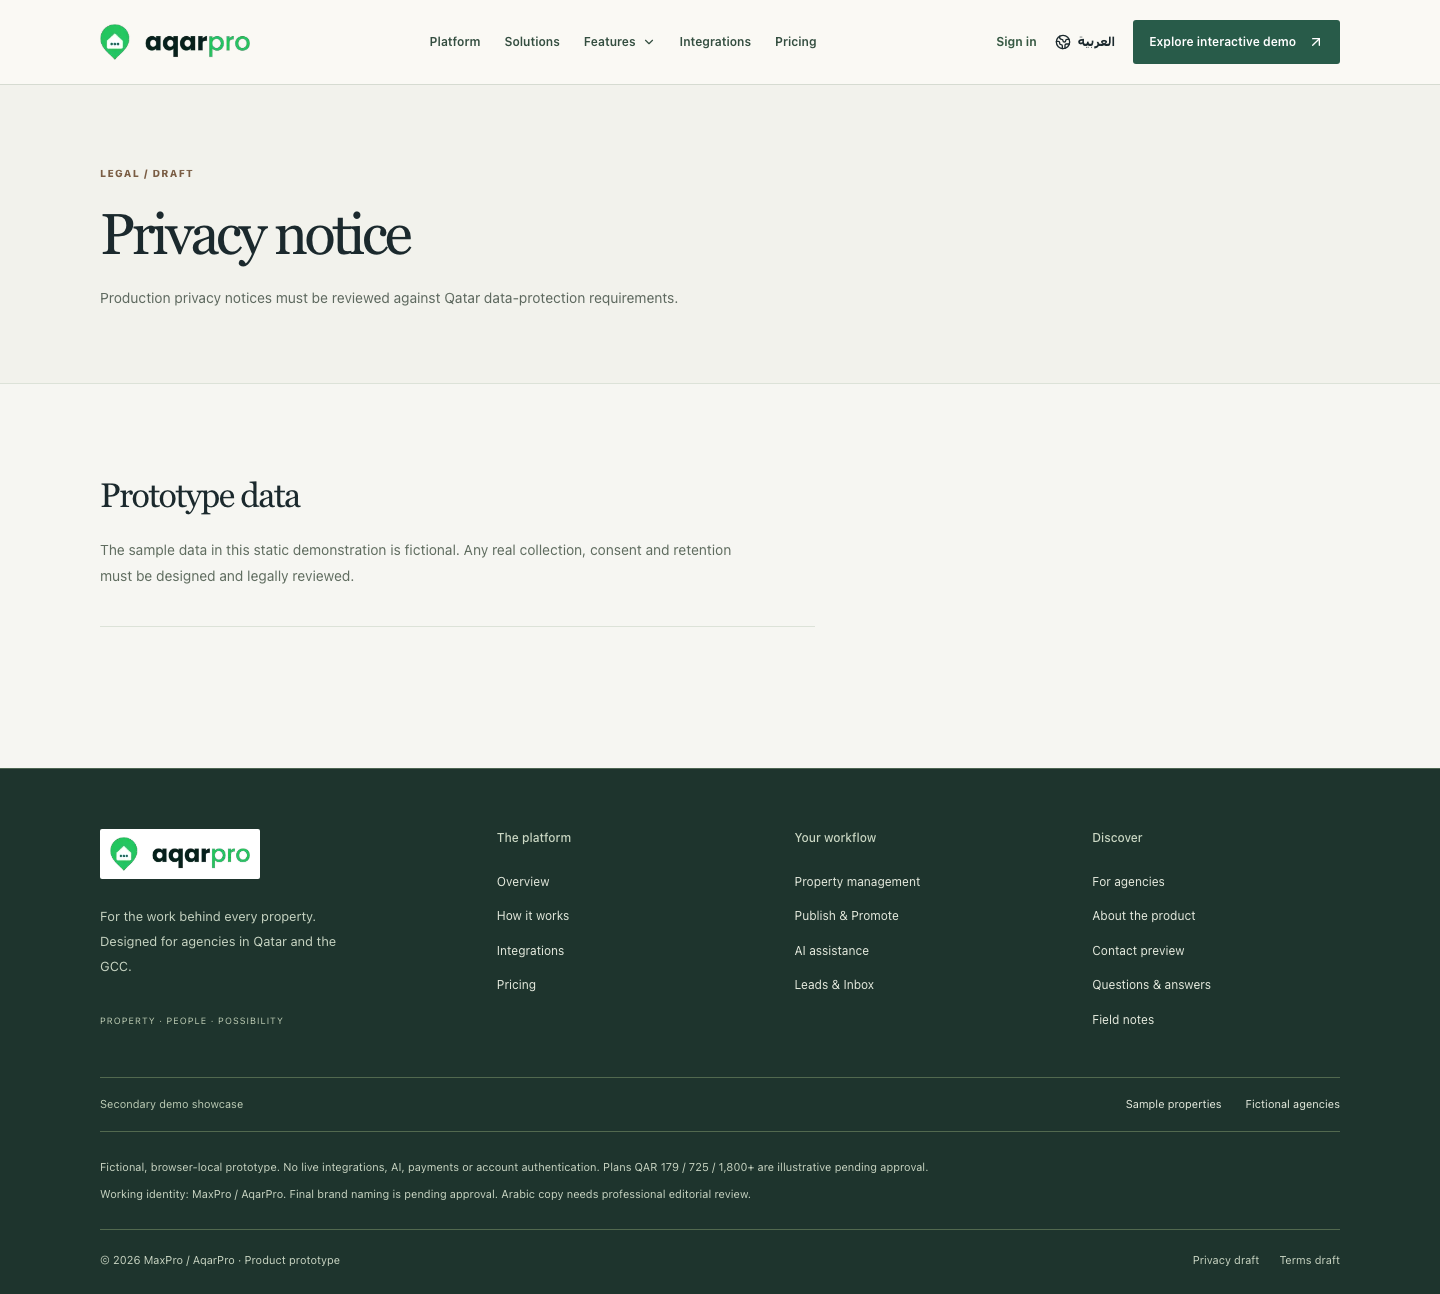 aqarpro
Platform
Solutions
Features
Integrations
Pricing
Sign in
العربية
Explore interactive demo
LEGAL / DRAFT
Privacy notice
Production privacy notices must be reviewed against Qatar data-protection requirements.
Prototype data
The sample data in this static demonstration is fictional. Any real collection, consent and retention
must be designed and legally reviewed.
aqarpro
For the work behind every property.
Designed for agencies in Qatar and the
GCC.
PROPERTY · PEOPLE · POSSIBILITY
The platform
Overview
How it works
Integrations
Pricing
Your workflow
Property management
Publish & Promote
AI assistance
Leads & Inbox
Discover
For agencies
About the product
Contact preview
Questions & answers
Field notes
Secondary demo showcase
Sample properties
Fictional agencies
Fictional, browser-local prototype. No live integrations, AI, payments or account authentication. Plans QAR 179 / 725 / 1,800+ are illustrative pending approval.
Working identity: MaxPro / AqarPro. Final brand naming is pending approval. Arabic copy needs professional editorial review.
© 2026 MaxPro / AqarPro · Product prototype
Privacy draft
Terms draft